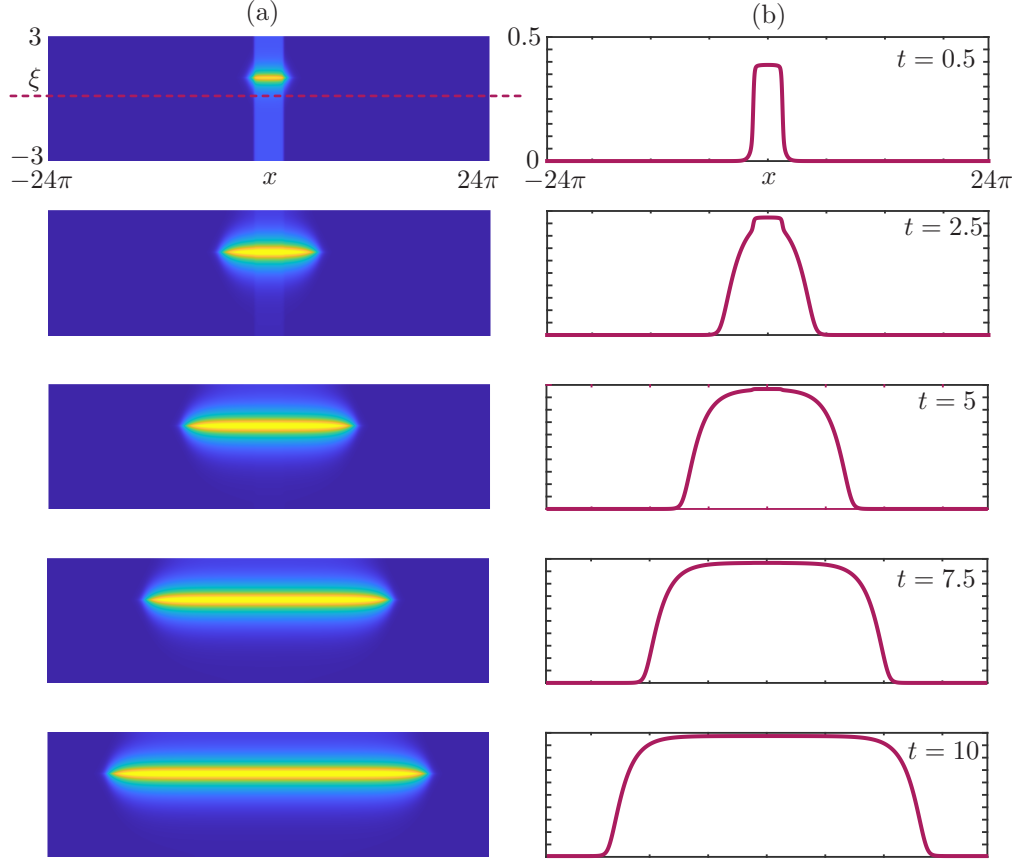 (a)
(b)
3
ξ
−3
−24π
x
24π
0.5
0
t = 0.5
−24π
x
24π
t = 2.5
t = 5
t = 7.5
t = 10